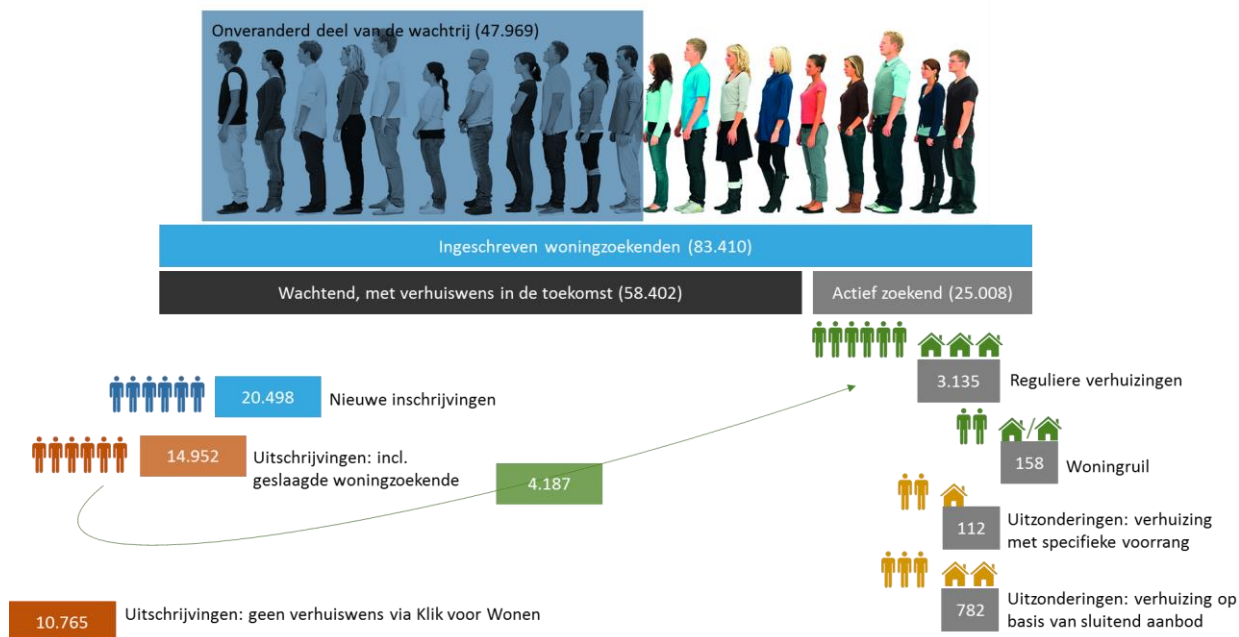 Onveranderd deel van de wachtrij (47.969)
Ingeschreven woningzoekenden (83.410)
Wachtend, met verhuiswens in de toekomst (58.402)
Actief zoekend (25.008)
3.135
Reguliere verhuizingen
20.498
Nieuwe inschrijvingen
14.952
Uitschrijvingen: incl.
geslaagde woningzoekende
4.187
158
Woningruil
112
Uitzonderingen: verhuizing
met specifieke voorrang
10.765
Uitschrijvingen: geen verhuiswens via Klik voor Wonen
782
Uitzonderingen: verhuizing op
basis van sluitend aanbod